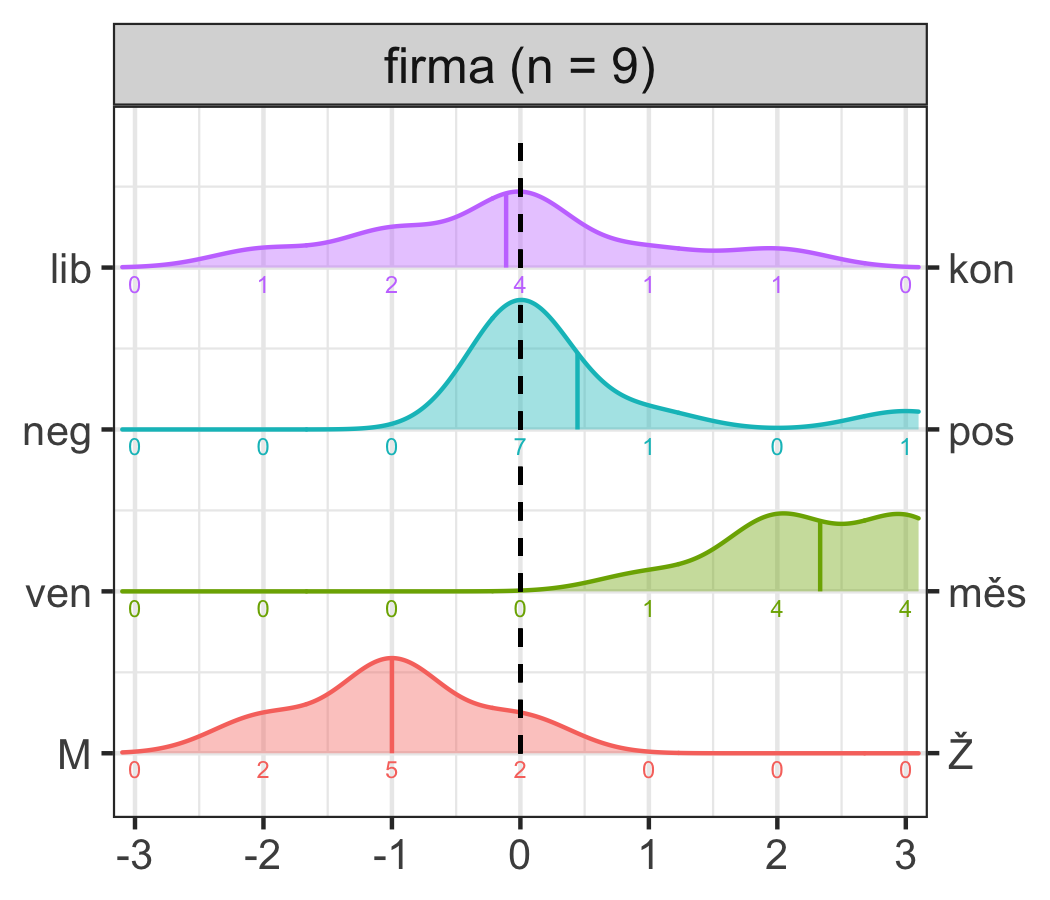 firma (n = 9)
lib kon
0 1 2 4 1 1 0
neg pos
0 0 0 7 1 0 1
ven měs
0 0 0 0 1 4 4
M Ž
0 2 5 2 0 0 0
-3 -2 -1 0 1 2 3